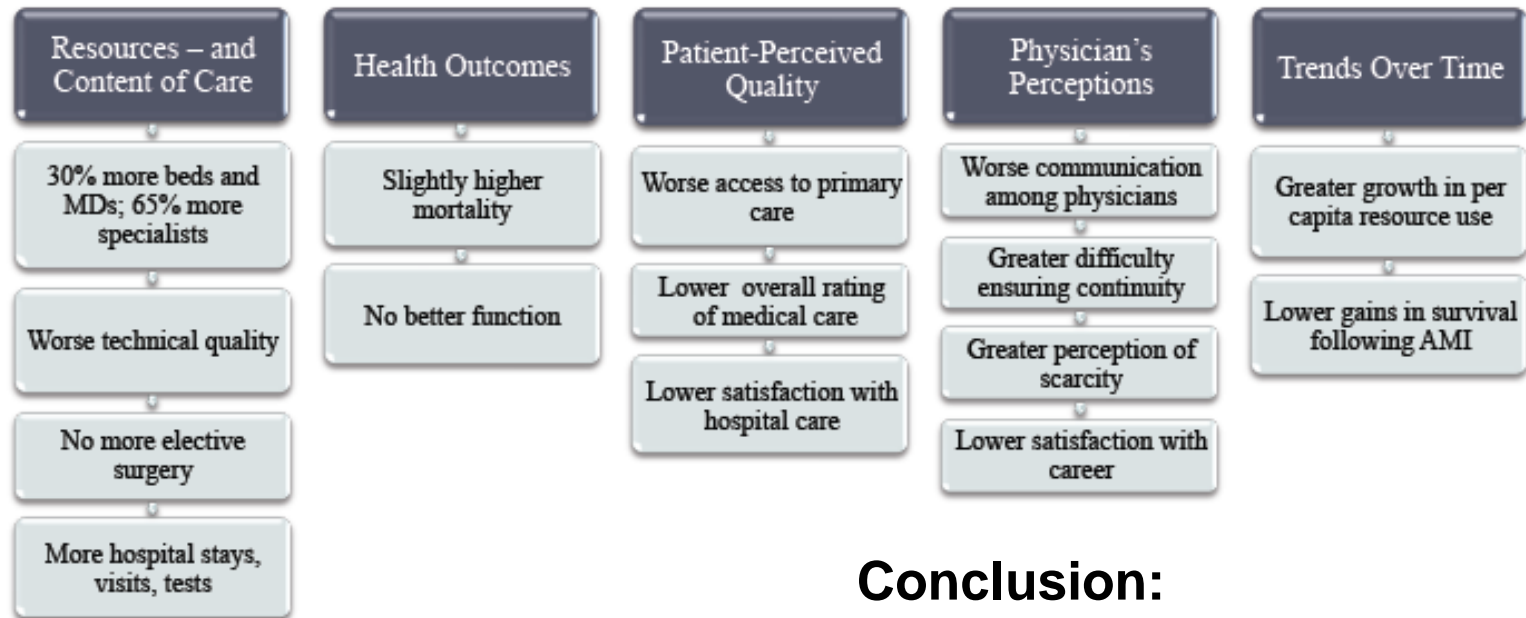 Resources – and
Content of Care
30% more beds and
MDs; 65% more
specialists
Worse technical quality
No more elective
surgery
More hospital stays,
visits, tests
Health Outcomes
Slightly higher
mortality
No better function
Patient-Perceived
Quality
Worse access to primary
care
Lower overall rating
of medical care
Lower satisfaction with
hospital care
Physician's
Perceptions
Worse communication
among physicians
Greater difficulty
ensuring continuity
Greater perception of
scarcity
Lower satisfaction with
career
Trends Over Time
Greater growth in per
capita resource use
Lower gains in survival
following AMI
Conclusion: